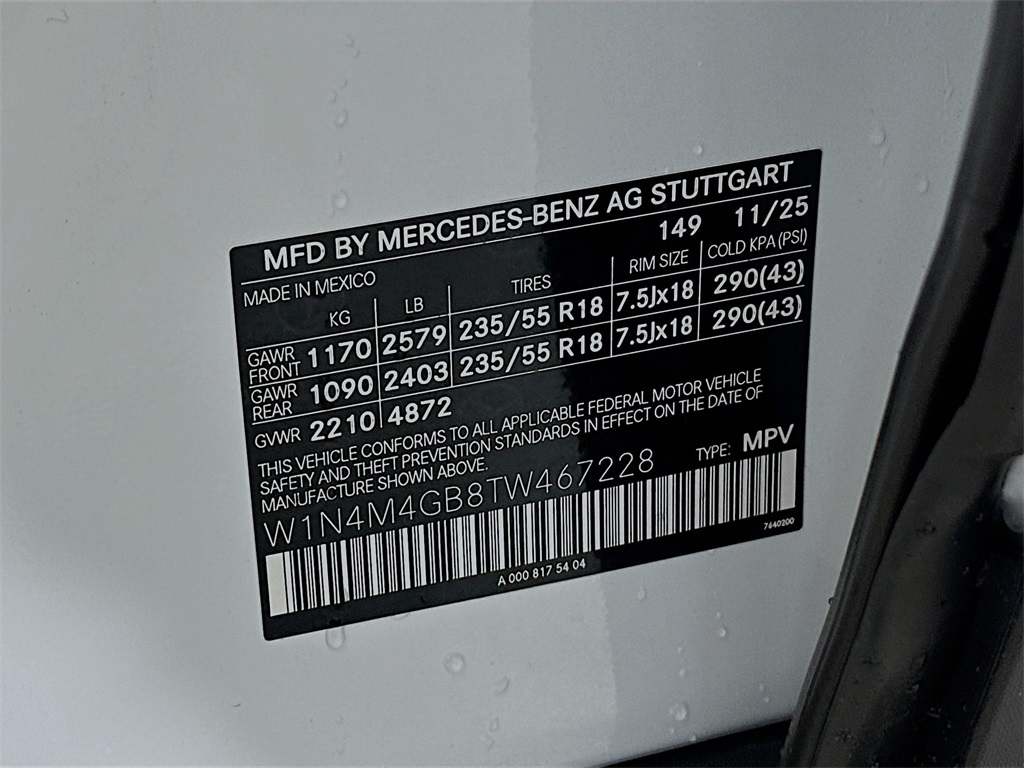 MFD BY MERCEDES-BENZ AG STUTTGART
MADE IN MEXICO 149 11/25
KG LB TIRES RIM SIZE COLD KPA (PSI)
GAWR FRONT 1170 2579 235/55 R18 7.5Jx18 290(43)
GAWR REAR 1090 2403 235/55 R18 7.5Jx18 290(43)
GVWR 2210 4872
THIS VEHICLE CONFORMS TO ALL APPLICABLE FEDERAL MOTOR VEHICLE
SAFETY AND THEFT PREVENTION STANDARDS IN EFFECT ON THE DATE OF
MANUFACTURE SHOWN ABOVE.
W1N4M4GB8TW467228 TYPE: MPV
A 000 817 54 04 7640200